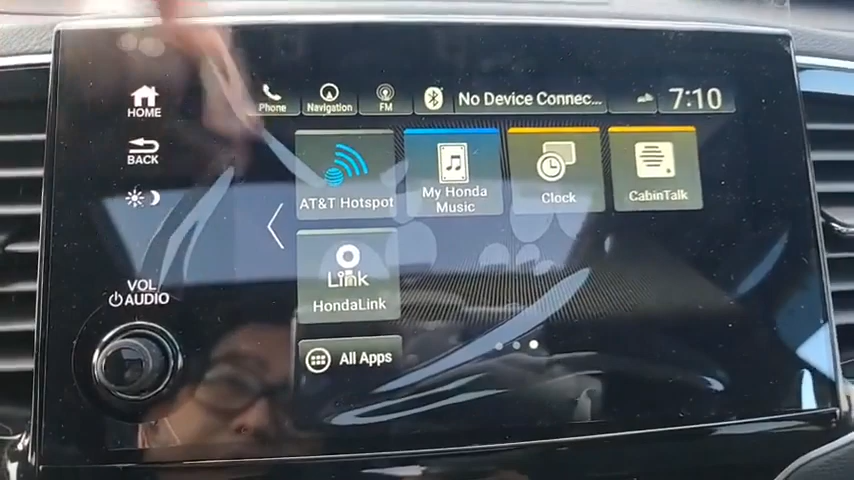 HOME
BACK
VOL
AUDIO
Phone
Navigation
FM
No Device Connec...
7:10
AT&T Hotspot
My Honda
Music
Clock
CabinTalk
Link
HondaLink
All Apps